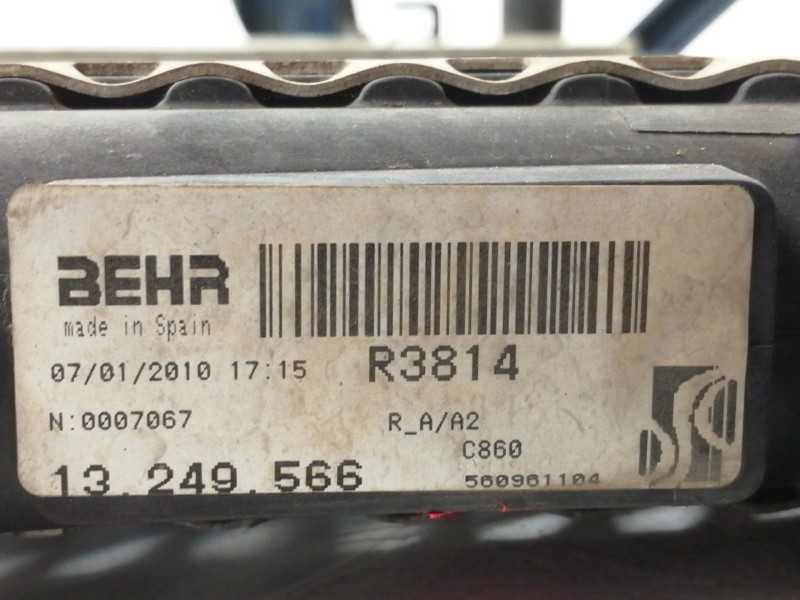 BEHR
made in Spain
07/01/2010 17:15 R3814
N:0007067 R_A/A2
C860
13.249.566 560961104